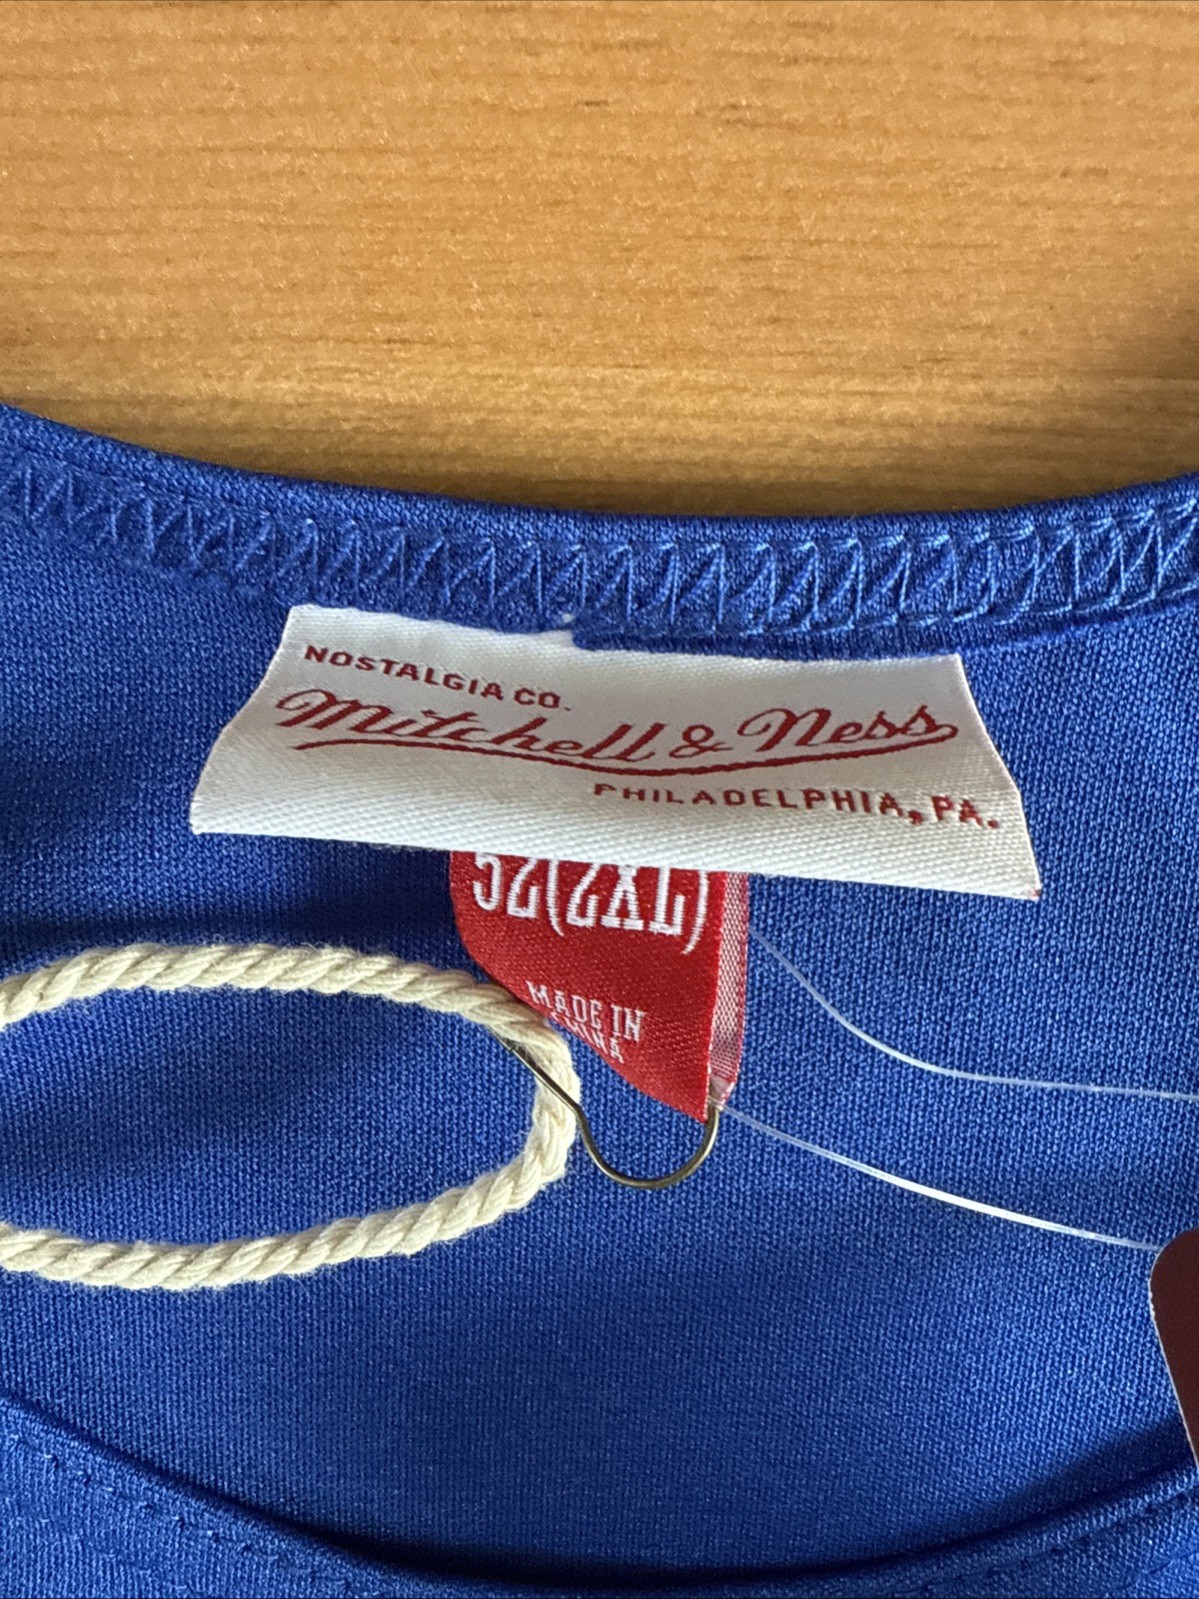 NOSTALGIA CO.
Mitchell & Ness
PHILADELPHIA, PA.
52(2XL)
MADE IN
CHINA